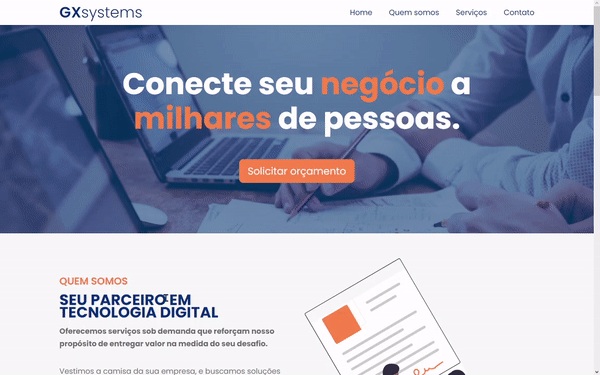 GXsystems
Home Quem somos Serviços Contato
Conecte seu negócio a
milhares de pessoas.
Solicitar orçamento
QUEM SOMOS
SEU PARCEIRO EM
TECNOLOGIA DIGITAL
Oferecemos serviços sob demanda que reforçam nosso
propósito de entregar valor na medida do seu desafio.
Vestimos a camisa da sua empresa, e buscamos soluções